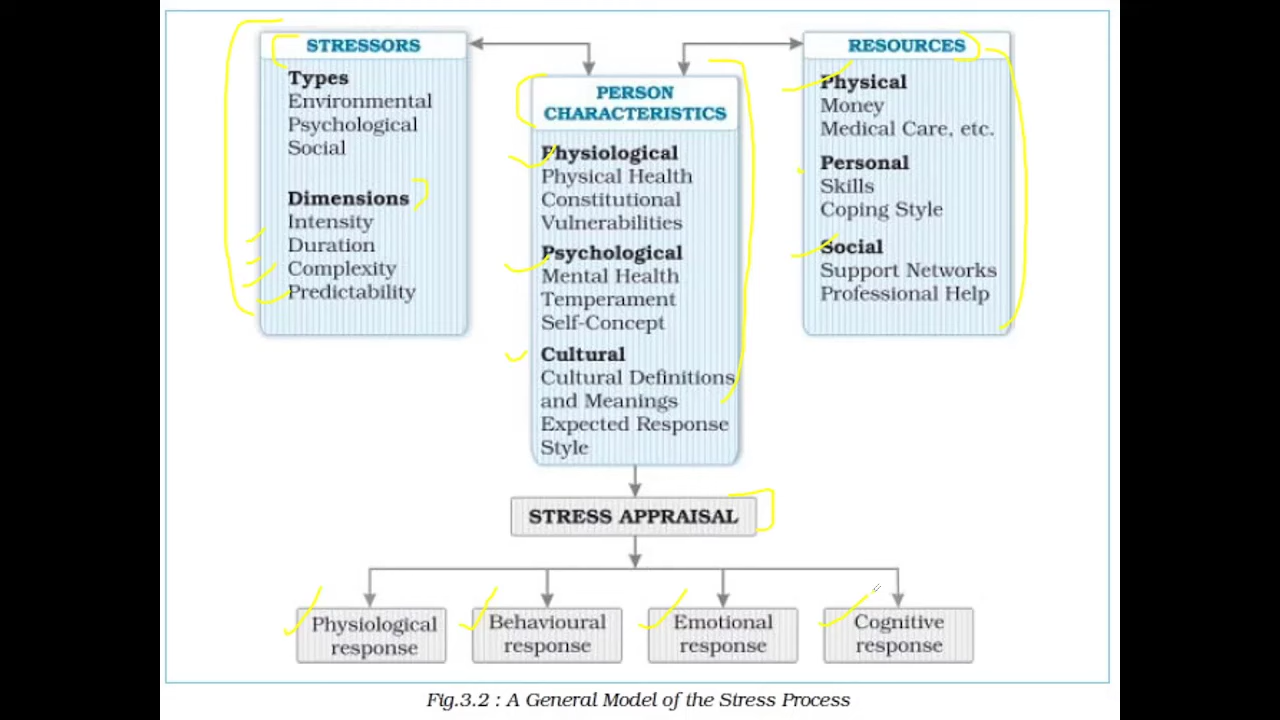 STRESSORS
Types
Environmental
Psychological
Social
Dimensions
Intensity
Duration
Complexity
Predictability
PERSON
CHARACTERISTICS
Physiological
Physical Health
Constitutional
Vulnerabilities
Psychological
Mental Health
Temperament
Self-Concept
Cultural
Cultural Definitions
and Meanings
Expected Response
Style
RESOURCES
Physical
Money
Medical Care, etc.
Personal
Skills
Coping Style
Social
Support Networks
Professional Help
STRESS APPRAISAL
Physiological
response
Behavioural
response
Emotional
response
Cognitive
response
Fig.3.2 : A General Model of the Stress Process